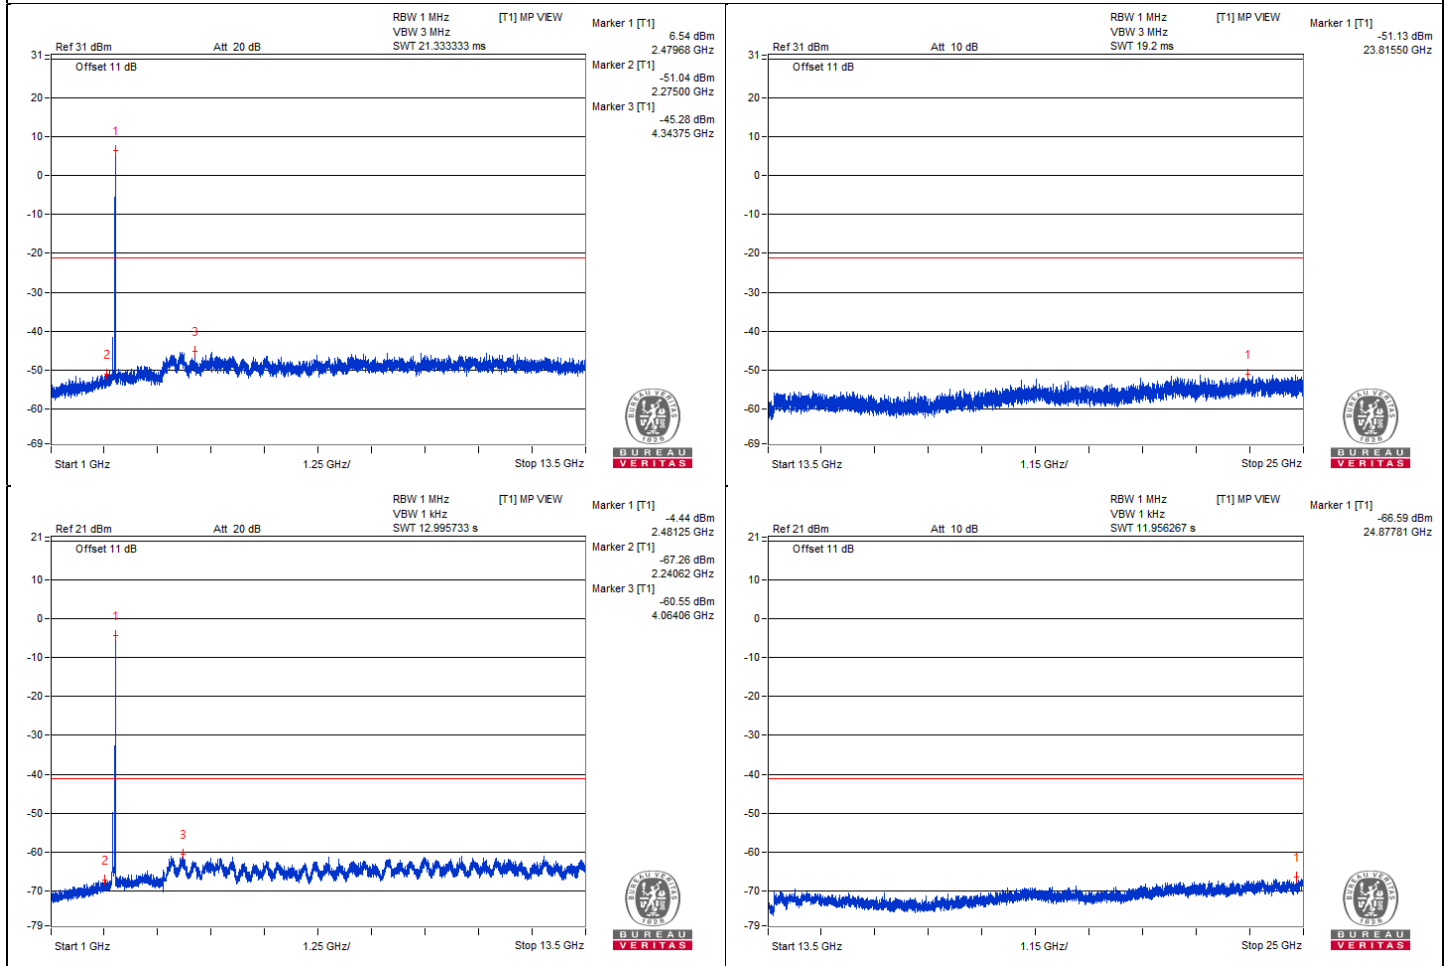 RBW 1 MHz [T1] MP VIEW
VBW 3 MHz
Ref 31 dBm Att 20 dB SWT 21.333333 ms
Offset 11 dB
Marker 1 [T1]
6.54 dBm
2.47968 GHz
Marker 2 [T1]
-51.04 dBm
2.27500 GHz
Marker 3 [T1]
-45.28 dBm
4.34375 GHz
31
20
10
0
-10
-20
-30
-40
-50
-60
-69
1
2
3
Start 1 GHz 1.25 GHz/ Stop 13.5 GHz
BUREAU VERITAS
1828
BUREAU
VERITAS
RBW 1 MHz [T1] MP VIEW
VBW 3 MHz
Ref 31 dBm Att 10 dB SWT 19.2 ms
Offset 11 dB
Marker 1 [T1]
-51.13 dBm
23.81550 GHz
31
20
10
0
-10
-20
-30
-40
-50
-60
-69
1
Start 13.5 GHz 1.15 GHz/ Stop 25 GHz
BUREAU VERITAS
1828
BUREAU
VERITAS
RBW 1 MHz [T1] MP VIEW
VBW 1 kHz
Ref 21 dBm Att 20 dB SWT 12.995733 s
Offset 11 dB
Marker 1 [T1]
-4.44 dBm
2.48125 GHz
Marker 2 [T1]
-67.26 dBm
2.24062 GHz
Marker 3 [T1]
-60.55 dBm
4.06406 GHz
21
10
0
-10
-20
-30
-40
-50
-60
-70
-79
1
2
3
Start 1 GHz 1.25 GHz/ Stop 13.5 GHz
BUREAU VERITAS
1828
BUREAU
VERITAS
RBW 1 MHz [T1] MP VIEW
VBW 1 kHz
Ref 21 dBm Att 10 dB SWT 11.956267 s
Offset 11 dB
Marker 1 [T1]
-66.59 dBm
24.87781 GHz
21
10
0
-10
-20
-30
-40
-50
-60
-70
-79
1
Start 13.5 GHz 1.15 GHz/ Stop 25 GHz
BUREAU VERITAS
1828
BUREAU
VERITAS